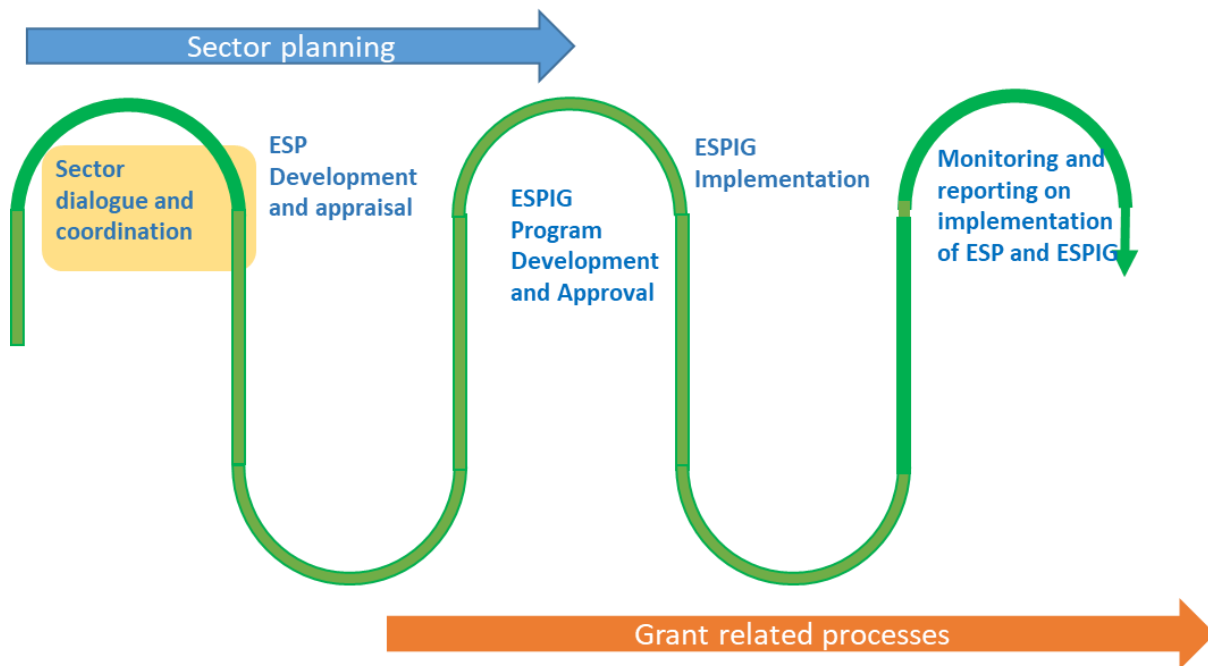 Sector planning
Sector
dialogue and
coordination
ESP
Development
and appraisal
ESPIG
Program
Development
and Approval
ESPIG
Implementation
Monitoring and
reporting on
implementation
of ESP and ESPIG
Grant related processes